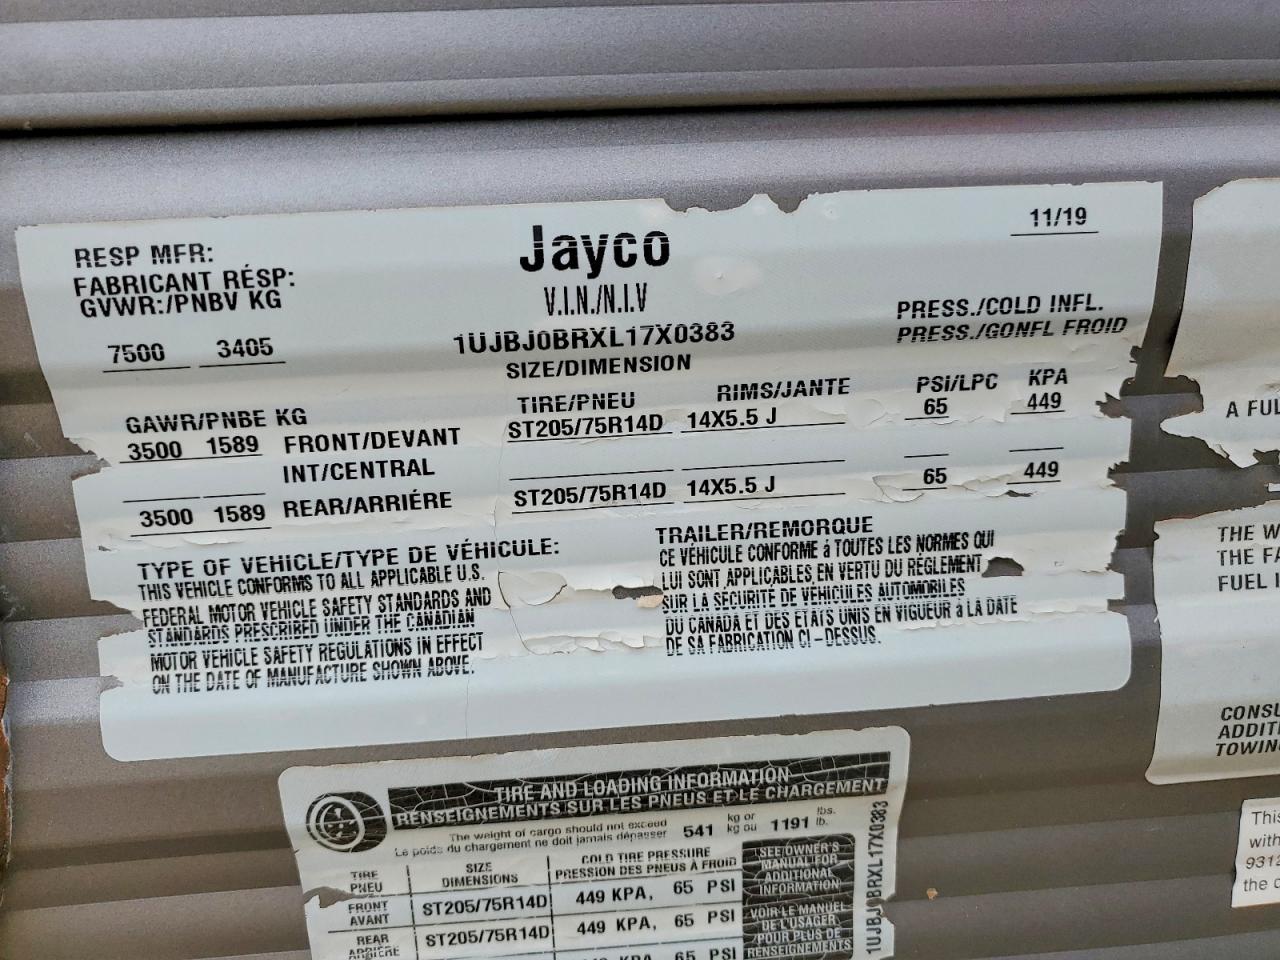 11/19
RESP MFR:
Jayco
FABRICANT RÉSP:
GVWR:/PNBV KG
V.I.N./N.I.V
PRESS./COLD INFL.
PRESS./GONFL FROID
7500 3405
1UJBJ0BRXL17X0383
SIZE/DIMENSION
GAWR/PNBE KG TIRE/PNEU RIMS/JANTE PSI/LPC KPA
3500 1589 FRONT/DEVANT ST205/75R14D 14X5.5 J 65 449
INT/CENTRAL
3500 1589 REAR/ARRIÉRE ST205/75R14D 14X5.5 J 65 449
TYPE OF VEHICLE/TYPE DE VÉHICULE: TRAILER/REMORQUE
THIS VEHICLE CONFORMS TO ALL APPLICABLE U.S.
FEDERAL MOTOR VEHICLE SAFETY STANDARDS AND
STANDARDS PRESCRIBED UNDER THE CANADIAN
MOTOR VEHICLE SAFETY REGULATIONS IN EFFECT
ON THE DATE OF MANUFACTURE SHOWN ABOVE.
CE VÉHICULE CONFORME à TOUTES LES NORMES QUI
LUI SONT APPLICABLES EN VERTU DU RÈGLEMENT
SUR LA SÉCURITE DE VÉHICULES AUTOMOBILES
DU CANADA ET DES ETATS UNIS EN VIGUEUR à LA DATE
DE SA FABRICATION CI-DESSUS.
TIRE AND LOADING INFORMATION
RENSEIGNEMENTS SUR LES PNEUS ET LE CHARGEMENT
The weight of cargo should not exceed 541 kg or 1191 lbs.
Le poids du chargement ne doit jamais dépasser kg ou lb.
TIRE SIZE COLD TIRE PRESSURE
PNEU DIMENSIONS PRESSION DES PNEUS À FROID
FRONT ST205/75R14D 449 KPA, 65 PSI
AVANT
REAR ST205/75R14D 449 KPA, 65 PSI
ARRIÈRE
KPA 65 PSI
SEE OWNER'S
MANUAL FOR
ADDITIONAL
INFORMATION
VOIR LE MANUEL
DE L'USAGER
POUR PLUS DE
RENSEIGNEMENTS
1UJBJ BRXL17X0383
A FUL
THE W
THE FA
FUEL
CONSU
ADDITI
TOWIN
This
with
9312
the